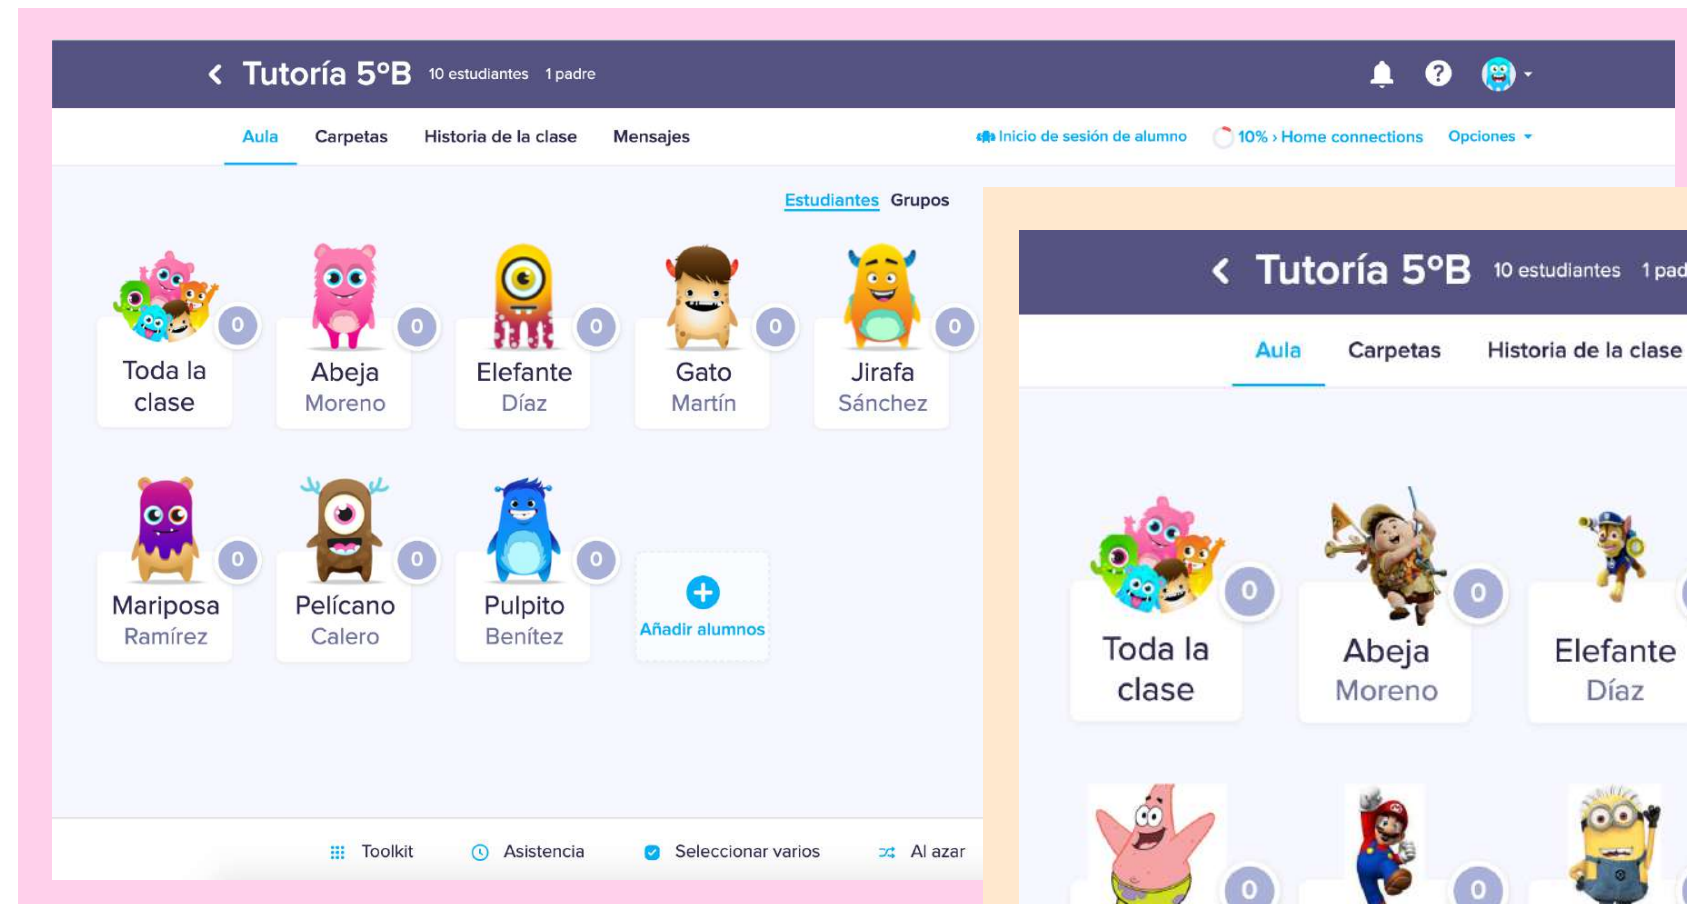 Tutoría 5ºB 10 estudiantes 1 padre
Aula Carpetas Historia de la clase Mensajes Inicio de sesión de alumno 10% › Home connections Opciones
Estudiantes Grupos
0 0 0 0 0
Toda la clase
Abeja Moreno
Elefante Díaz
Gato Martín
Jirafa Sánchez
0 0 0
Mariposa Ramírez
Pelícano Calero
Pulpito Benítez
Añadir alumnos
Toolkit Asistencia Seleccionar varios Al azar
Tutoría 5ºB 10 estudiantes 1 pad
Aula Carpetas Historia de la clase
0 0
Toda la clase
Abeja Moreno
Elefante Díaz
0 0